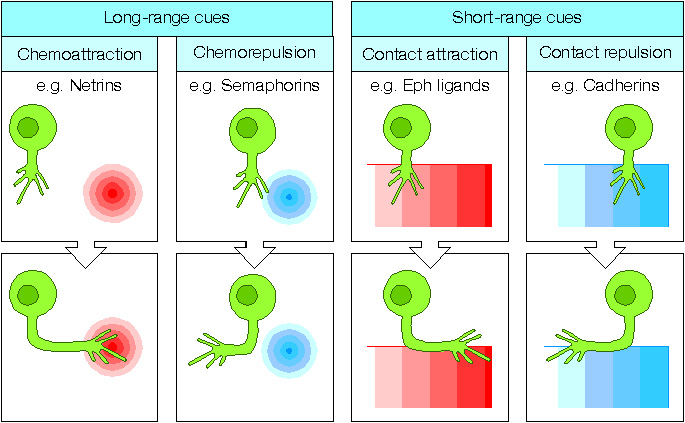 Long-range cues
Short-range cues
Chemoattraction
Chemorepulsion
Contact attraction
Contact repulsion
e.g. Netrins
e.g. Semaphorins
e.g. Eph ligands
e.g. Cadherins